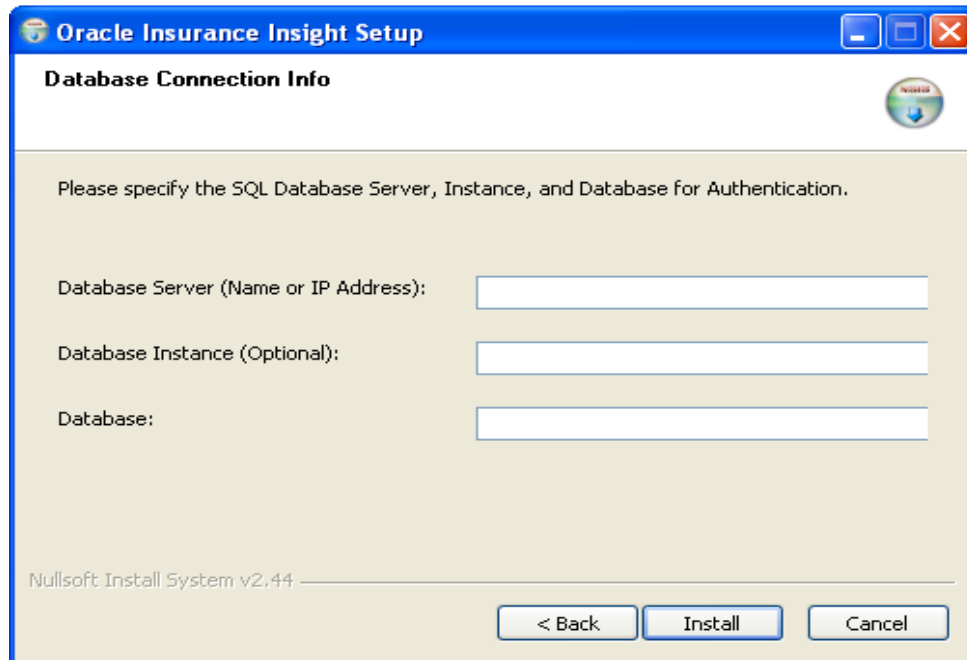 Oracle Insurance Insight Setup
Database Connection Info
Please specify the SQL Database Server, Instance, and Database for Authentication.
Database Server (Name or IP Address):
Database Instance (Optional):
Database:
Nullsoft Install System v2.44
< Back Install Cancel